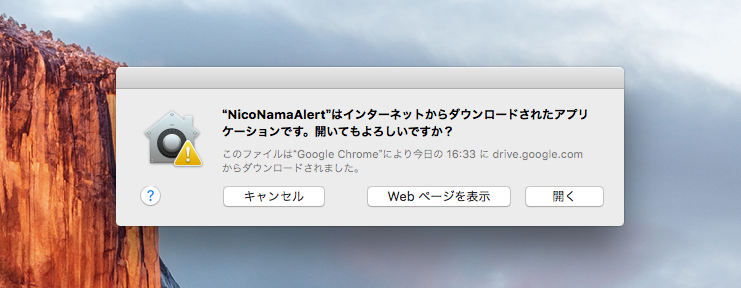 “NicoNamaAlert”はインターネットからダウンロードされたアプリ
ケーションです。開いてもよろしいですか？
このファイルは“Google Chrome”により今日の 16:33 に drive.google.com
からダウンロードされました。
? キャンセル Web ページを表示 開く